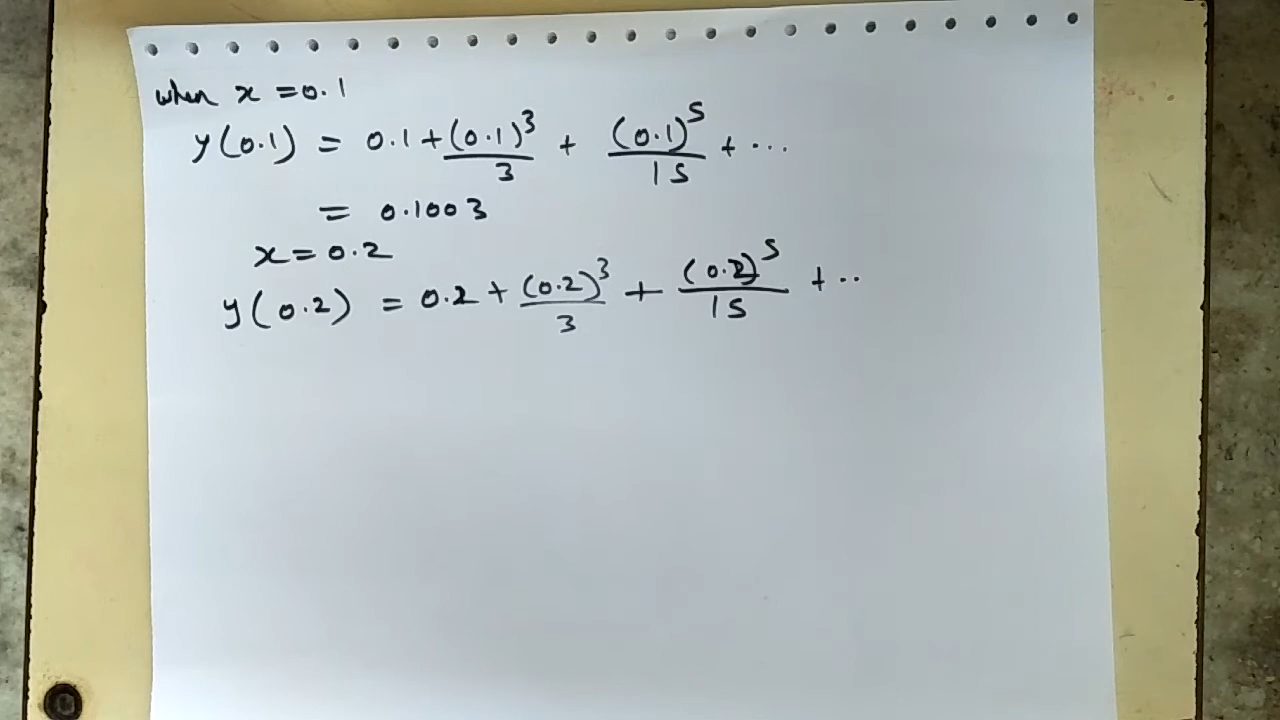 when x = 0.1
y(0.1) = 0.1 + (0.1)^3/3 + (0.1)^5/15 + ...
= 0.1003
x = 0.2
y(0.2) = 0.2 + (0.2)^3/3 + (0.2)^5/15 + ..